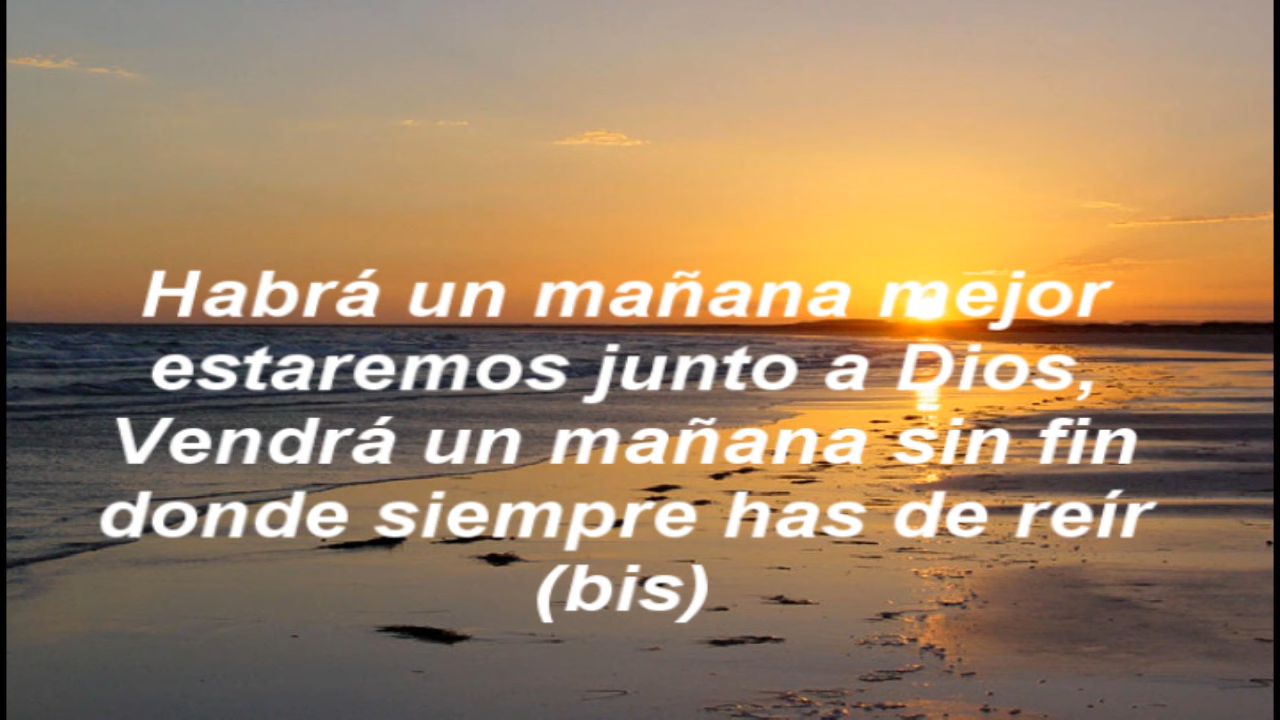 Habrá un mañana mejor
estaremos junto a Dios,
Vendrá un mañana sin fin
donde siempre has de reír
(bis)